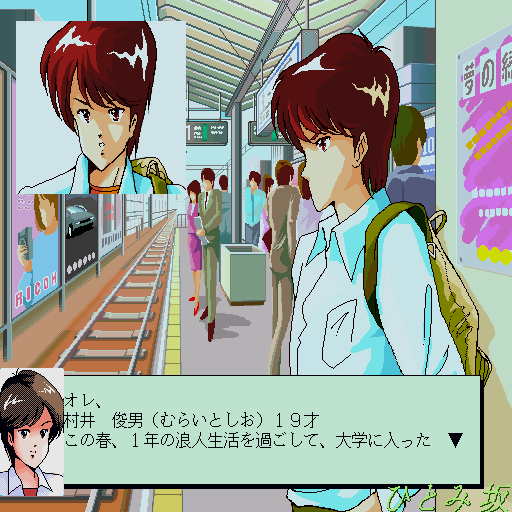 夢の
RICOH
10
オレ、
村井　俊男（むらいとしお）１９才
この春、１年の浪人生活を過ごして、大学に入った　▼
ひとみ坂